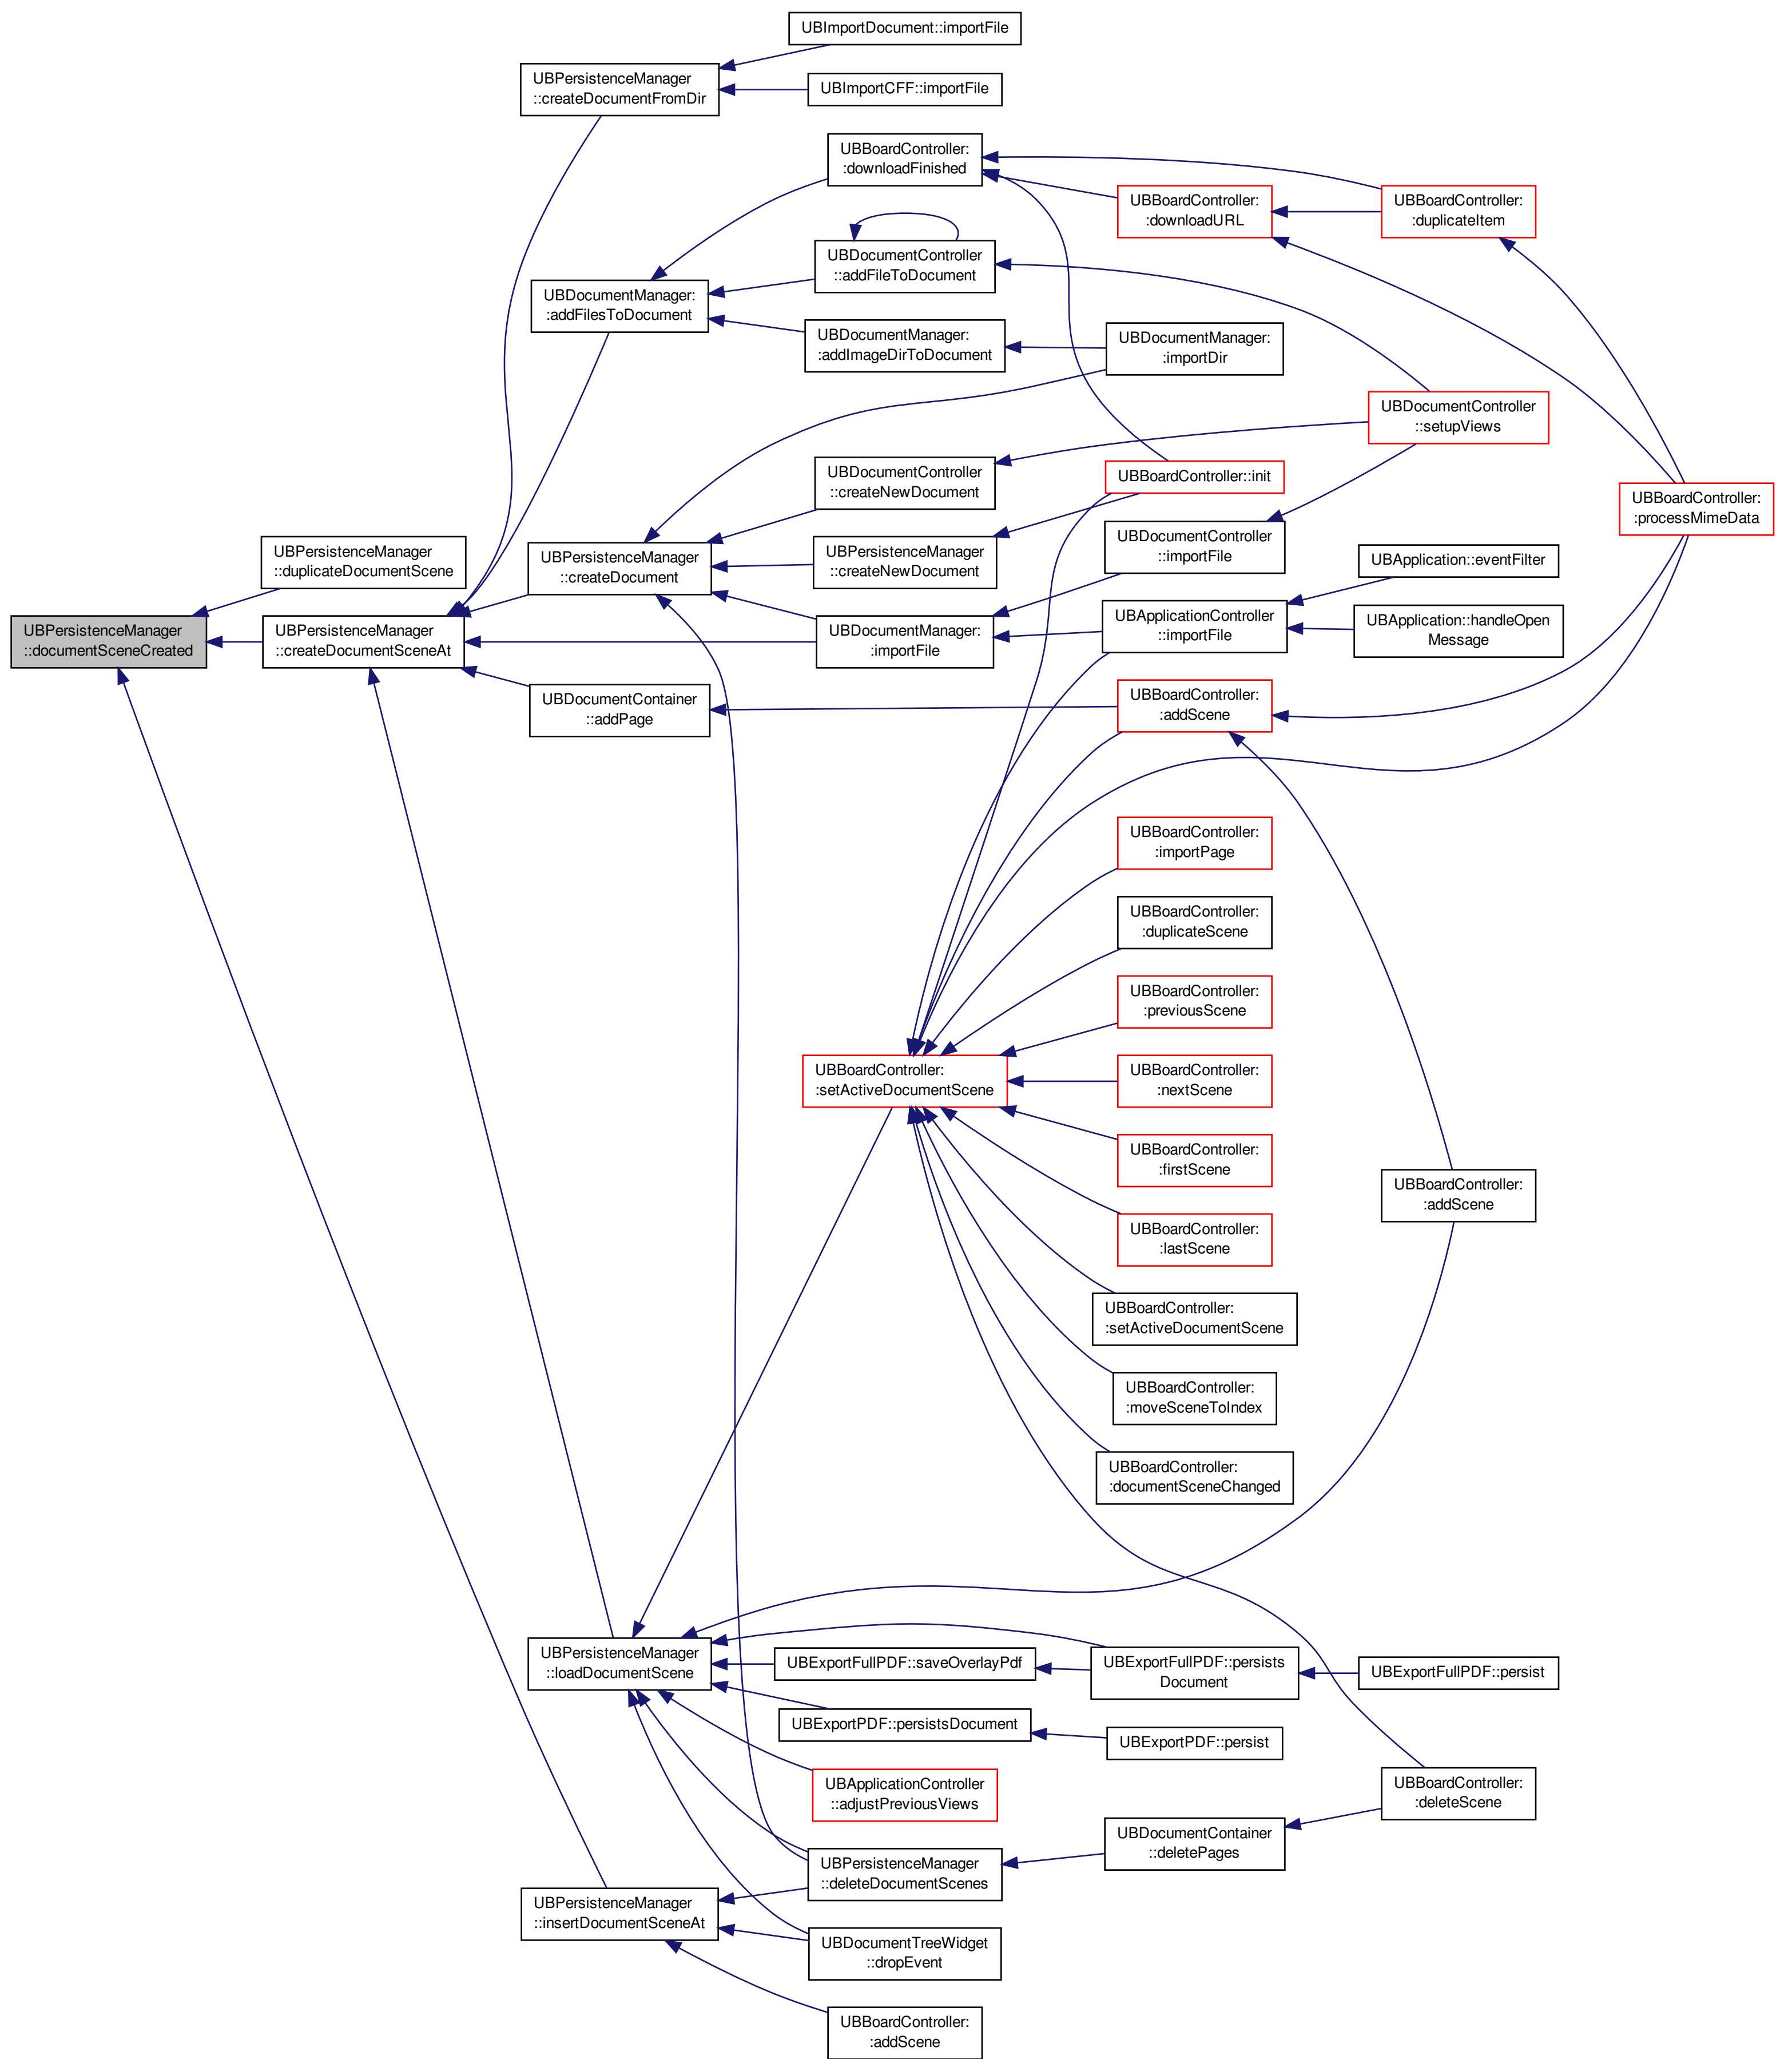 UBImportDocument::importFile
UBPersistenceManager
::createDocumentFromDir
UBImportCFF::importFile
UBBoardController:
:downloadFinished
UBBoardController:
:downloadURL
UBBoardController:
:duplicateItem
UBDocumentController
::addFileToDocument
UBDocumentManager:
:addFilesToDocument
UBDocumentManager:
:addImageDirToDocument
UBDocumentManager:
:importDir
UBDocumentController
::setupViews
UBDocumentController
::createNewDocument
UBBoardController::init
UBBoardController:
:processMimeData
UBPersistenceManager
::duplicateDocumentScene
UBPersistenceManager
::createDocument
UBPersistenceManager
::createNewDocument
UBDocumentController
::importFile
UBApplication::eventFilter
UBPersistenceManager
::documentSceneCreated
UBPersistenceManager
::createDocumentSceneAt
UBDocumentManager:
:importFile
UBApplicationController
::importFile
UBApplication::handleOpen
Message
UBDocumentContainer
::addPage
UBBoardController:
:addScene
UBBoardController:
:importPage
UBBoardController:
:duplicateScene
UBBoardController:
:previousScene
UBBoardController:
:setActiveDocumentScene
UBBoardController:
:nextScene
UBBoardController:
:firstScene
UBBoardController:
:addScene
UBBoardController:
:lastScene
UBBoardController:
:setActiveDocumentScene
UBBoardController:
:moveSceneToIndex
UBBoardController:
:documentSceneChanged
UBPersistenceManager
::loadDocumentScene
UBExportFullPDF::saveOverlayPdf
UBExportFullPDF::persists
Document
UBExportFullPDF::persist
UBExportPDF::persistsDocument
UBExportPDF::persist
UBApplicationController
::adjustPreviousViews
UBBoardController:
:deleteScene
UBDocumentContainer
::deletePages
UBPersistenceManager
::deleteDocumentScenes
UBPersistenceManager
::insertDocumentSceneAt
UBDocumentTreeWidget
::dropEvent
UBBoardController:
:addScene